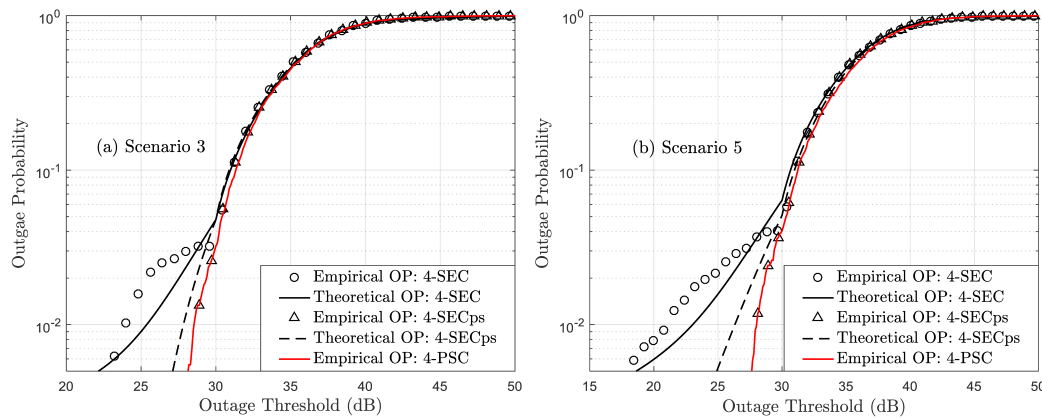 10^0
10^-1
10^-2
Outgae Probability
(a) Scenario 3
Empirical OP: 4-SEC
Theoretical OP: 4-SEC
Empirical OP: 4-SECps
Theoretical OP: 4-SECps
Empirical OP: 4-PSC
20 25 30 35 40 45 50
Outage Threshold (dB)
10^0
10^-1
10^-2
Outgae Probability
(b) Scenario 5
Empirical OP: 4-SEC
Theoretical OP: 4-SEC
Empirical OP: 4-SECps
Theoretical OP: 4-SECps
Empirical OP: 4-PSC
15 20 25 30 35 40 45 50
Outage Threshold (dB)